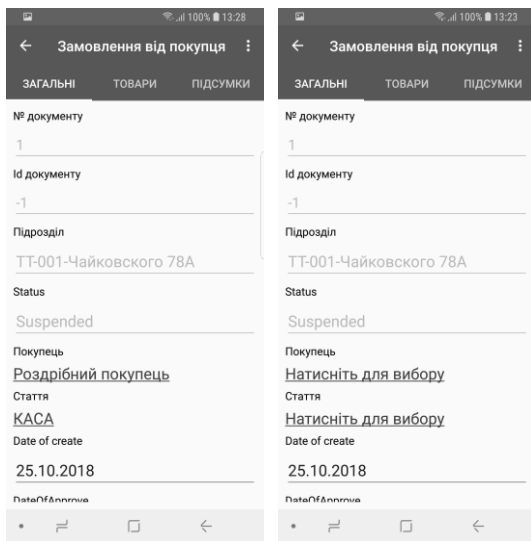 100% 13:28
Замовлення від покупця
ЗАГАЛЬНІ ТОВАРИ ПІДСУМКИ
№ документу
1
Id документу
-1
Підрозділ
ТТ-001-Чайковского 78А
Status
Suspended
Покупець
Роздрібний покупець
Стаття
КАСА
Date of create
25.10.2018
DateOfApprove
100% 13:23
Замовлення від покупця
ЗАГАЛЬНІ ТОВАРИ ПІДСУМКИ
№ документу
1
Id документу
-1
Підрозділ
ТТ-001-Чайковского 78А
Status
Suspended
Покупець
Натисніть для вибору
Стаття
Натисніть для вибору
Date of create
25.10.2018
DateOfApprove